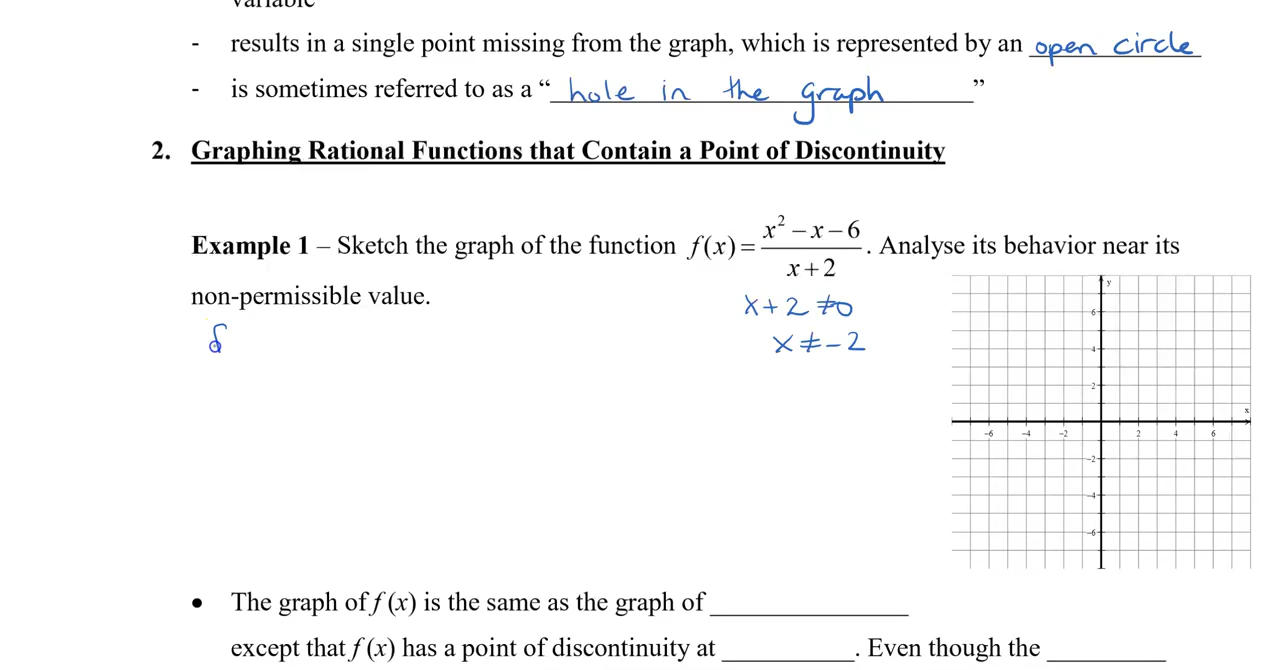 variable
- results in a single point missing from the graph, which is represented by an open circle
- is sometimes referred to as a “ hole in the graph ”
2. Graphing Rational Functions that Contain a Point of Discontinuity
Example 1 – Sketch the graph of the function f(x) = (x² − x − 6)/(x + 2). Analyse its behavior near its
non-permissible value.
x + 2 ≠ 0
x ≠ −2
y
6
4
2
x
−6 −4 −2 2 4 6
−2
−4
−6
• The graph of f (x) is the same as the graph of ____________
except that f (x) has a point of discontinuity at ________. Even though the ________